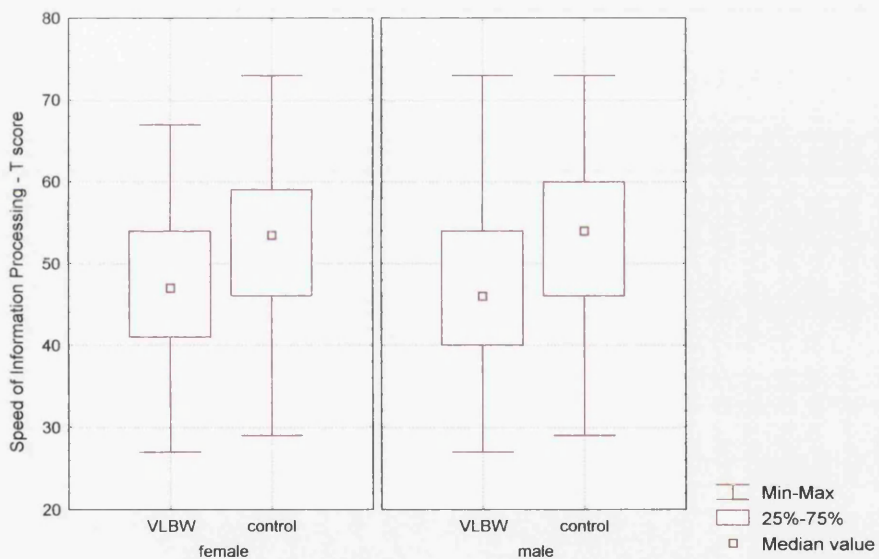 80
70
60
50
40
30
20
Speed of Information Processing - T score
VLBW control VLBW control
female male
Min-Max
25%-75%
Median value